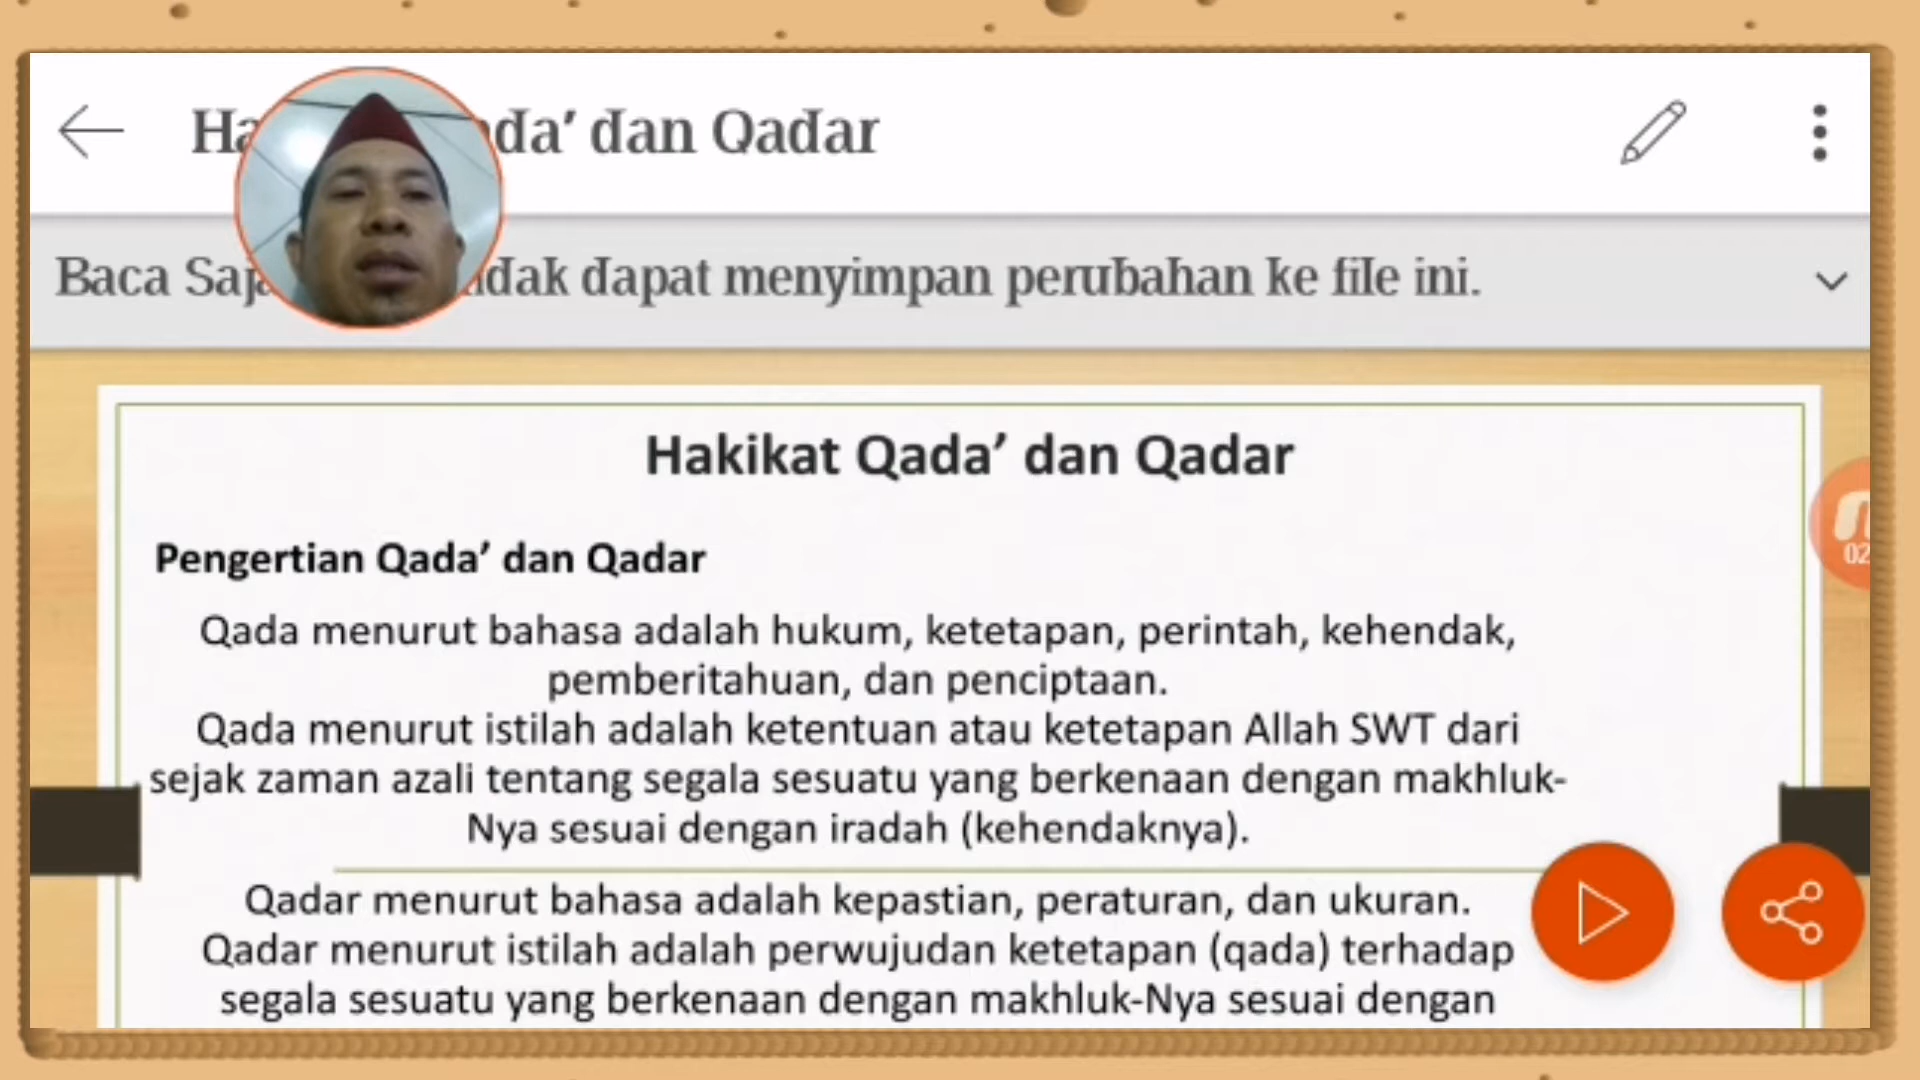 dan Qadar
dapat menyimpan perubahan ke file ini.
Baca
Hakikat Qada’ dan Qadar
Pengertian Qada’ dan Qadar
Qada menurut bahasa adalah hukum, ketetapan, perintah, kehendak,
pemberitahuan, dan penciptaan.
Qada menurut istilah adalah ketentuan atau ketetapan Allah SWT dari
sejak zaman azali tentang segala sesuatu yang berkenaan dengan makhluk-
Nya sesuai dengan iradah (kehendaknya).
Qadar menurut bahasa adalah kepastian, peraturan, dan ukuran.
Qadar menurut istilah adalah perwujudan ketetapan (qada) terhadap
segala sesuatu yang berkenaan dengan makhluk-Nya sesuai dengan